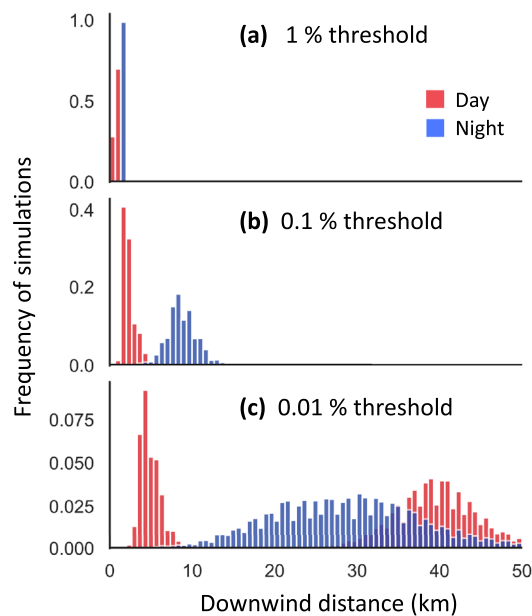 (a) 1 % threshold
Day
Night
1.0
0.5
0.0
(b) 0.1 % threshold
0.4
0.2
0.0
(c) 0.01 % threshold
0.075
0.050
0.025
0.000
0 10 20 30 40 50
Downwind distance (km)
Frequency of simulations